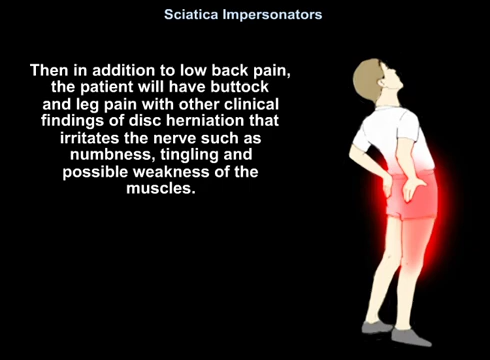 Sciatica Impersonators
Then in addition to low back pain,
the patient will have buttock
and leg pain with other clinical
findings of disc herniation that
irritates the nerve such as
numbness, tingling and
possible weakness of the
muscles.